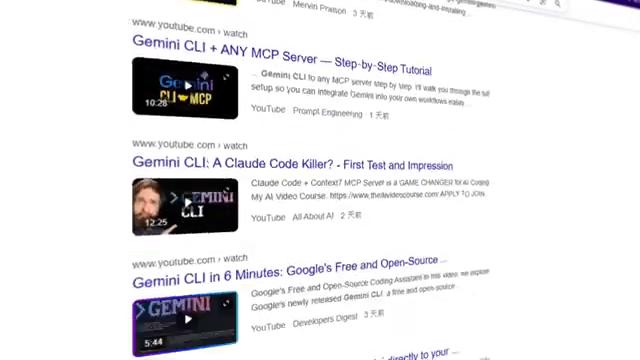 YouTube Mervin Praison 3 天前
www.youtube.com › watch
Gemini CLI + ANY MCP Server — Step-by-Step Tutorial
... Gemini CLI to any MCP server step by step. I'll walk you through the full
setup so you can integrate Gemini into your own workflows easily ...
Gemini
CLI MCP
10:28
YouTube · Prompt Engineering · 1 天前
www.youtube.com › watch
Gemini CLI: A Claude Code Killer? - First Test and Impression
Claude Code + Context7 MCP Server is a GAME CHANGER for AI Coding
My AI Video Course: https://www.theaivideocourse.com/ APPLY TO JOIN
> GEMINI
CLI
12:25
YouTube · All About AI · 2 天前
www.youtube.com › watch
Gemini CLI in 6 Minutes: Google's Free and Open-Source ...
Google's Free and Open-Source Coding Assistant In this video, we explore
Google's newly released Gemini CLI, a free and open-source
> GEMINI
5:44
YouTube · Developers Digest · 3 天前
directly to your ...